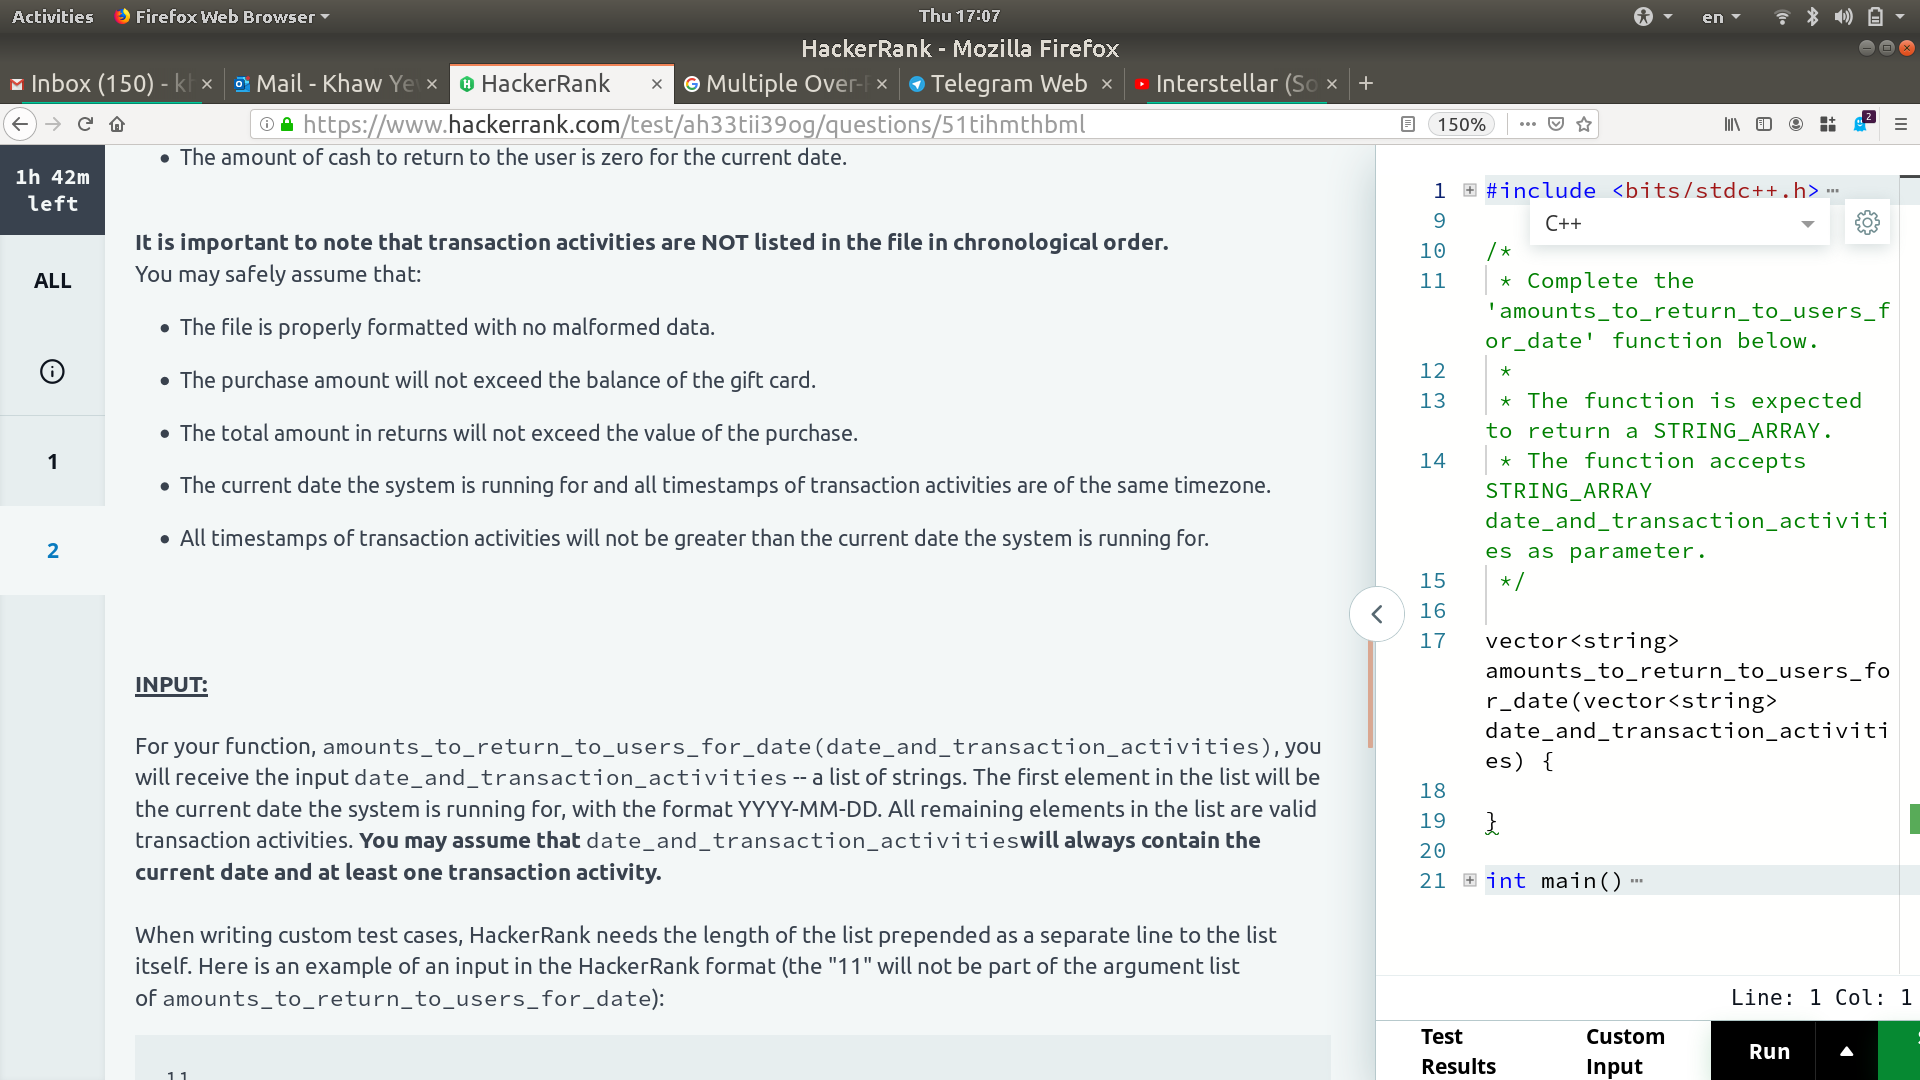 Activities Firefox Web Browser Thu 17:07 en
HackerRank - Mozilla Firefox
Inbox (150) - kh Mail - Khaw Ye HackerRank Multiple Over- Telegram Web Interstellar (So
https://www.hackerrank.com/test/ah33tii39og/questions/51tihmthbml 150% 2
1h 42m
left
ALL
1
2
• The amount of cash to return to the user is zero for the current date.
It is important to note that transaction activities are NOT listed in the file in chronological order.
You may safely assume that:
• The file is properly formatted with no malformed data.
• The purchase amount will not exceed the balance of the gift card.
• The total amount in returns will not exceed the value of the purchase.
• The current date the system is running for and all timestamps of transaction activities are of the same timezone.
• All timestamps of transaction activities will not be greater than the current date the system is running for.
INPUT:
For your function, amounts_to_return_to_users_for_date(date_and_transaction_activities), you
will receive the input date_and_transaction_activities -- a list of strings. The first element in the list will be
the current date the system is running for, with the format YYYY-MM-DD. All remaining elements in the list are valid
transaction activities. You may assume that date_and_transaction_activitieswill always contain the
current date and at least one transaction activity.
When writing custom test cases, HackerRank needs the length of the list prepended as a separate line to the list
itself. Here is an example of an input in the HackerRank format (the "11" will not be part of the argument list
of amounts_to_return_to_users_for_date):
11
1 #include <bits/stdc++.h>
C++
9
10 /*
11 * Complete the
'amounts_to_return_to_users_f
or_date' function below.
12 *
13 * The function is expected
to return a STRING_ARRAY.
14 * The function accepts
STRING_ARRAY
date_and_transaction_activiti
es as parameter.
15 */
16
17 vector<string>
amounts_to_return_to_users_fo
r_date(vector<string>
date_and_transaction_activiti
es) {
18
19 }
20
21 int main()
Line: 1 Col: 1
Test
Results
Custom
Input
Run